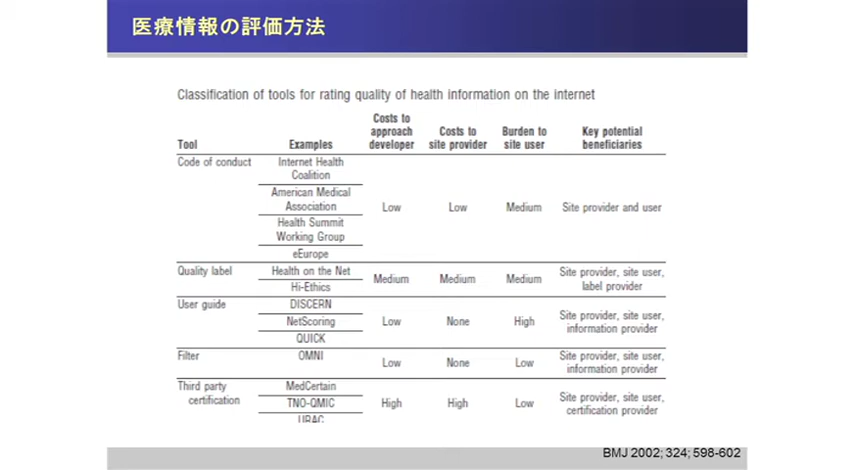 医療情報の評価方法
Classification of tools for rating quality of health information on the internet
Tool Examples Costs to approach developer Costs to site provider Burden to site user Key potential beneficiaries
Code of conduct Internet Health Coalition
American Medical Association Low Low Medium Site provider and user
Health Summit Working Group
eEurope
Quality label Health on the Net Medium Medium Medium Site provider, site user, label provider
Hi-Ethics
User guide DISCERN
NetScoring Low None High Site provider, site user, information provider
QUICK
Filter OMNI Low None Low Site provider, site user, information provider
Third party certification MedCertain
TNO-QMIC High High Low Site provider, site user, certification provider
URAC
BMJ 2002; 324; 598-602